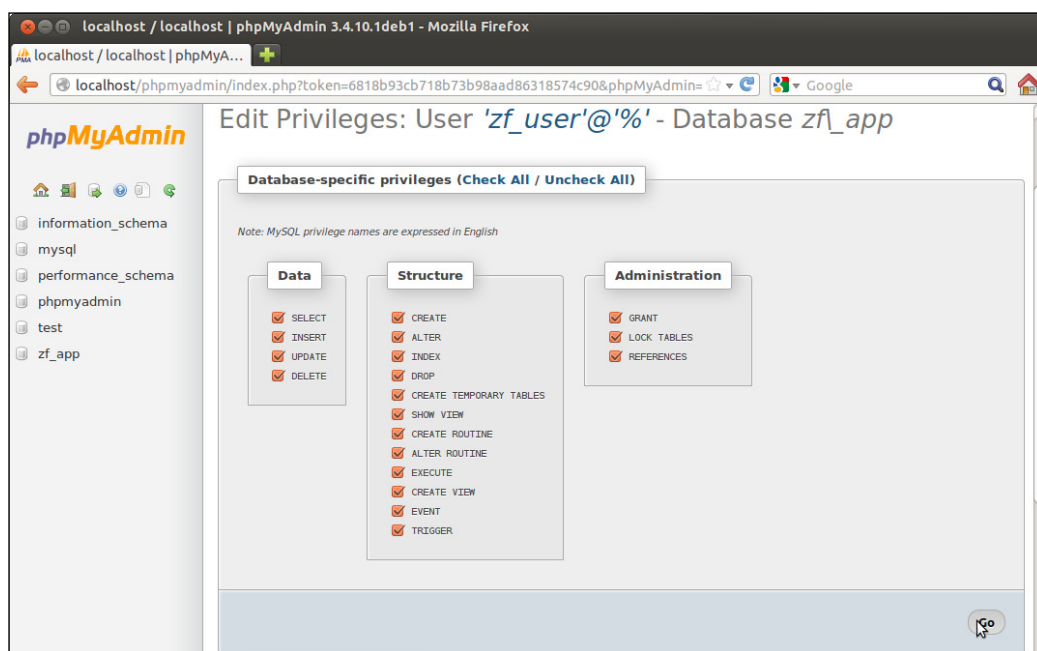 localhost / localhost | phpMyAdmin 3.4.10.1deb1 - Mozilla Firefox
localhost / localhost | phpMyA...
localhost/phpmyadmin/index.php?token=6818b93cb718b73b98aad86318574c90&phpMyAdmin=
Google
phpMyAdmin
information_schema
mysql
performance_schema
phpmyadmin
test
zf_app
Edit Privileges: User 'zf_user'@'%' - Database zf\_app
Database-specific privileges (Check All / Uncheck All)
Note: MySQL privilege names are expressed in English
Data
SELECT
INSERT
UPDATE
DELETE
Structure
CREATE
ALTER
INDEX
DROP
CREATE TEMPORARY TABLES
SHOW VIEW
CREATE ROUTINE
ALTER ROUTINE
EXECUTE
CREATE VIEW
EVENT
TRIGGER
Administration
GRANT
LOCK TABLES
REFERENCES
Go